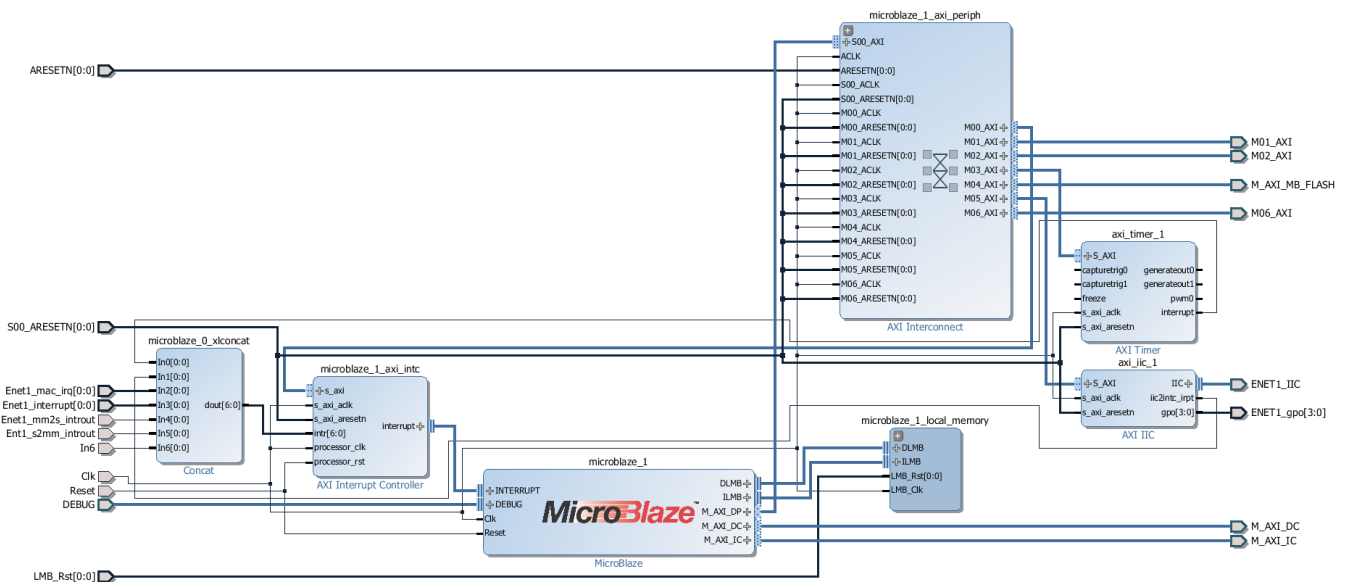 microblaze_1_axi_periph
S00_AXI
ACLK
ARESETN[0:0]
ARESETN[0:0]
S00_ACLK
S00_ARESETN[0:0]
M00_ACLK
M00_ARESETN[0:0] M00_AXI
M01_ACLK M01_AXI M01_AXI
M01_ARESETN[0:0] M02_AXI M02_AXI
M02_ACLK M03_AXI
M02_ARESETN[0:0] M04_AXI M_AXI_MB_FLASH
M03_ACLK M05_AXI
M03_ARESETN[0:0] M06_AXI M06_AXI
M04_ACLK
M04_ARESETN[0:0]
M05_ACLK
M05_ARESETN[0:0]
M06_ACLK
M06_ARESETN[0:0]
AXI Interconnect
axi_timer_1
S_AXI
capturetrig0 generateout0
capturetrig1 generateout1
freeze pwm0
s_axi_aclk interrupt
s_axi_aresetn
AXI Timer
S00_ARESETN[0:0]
microblaze_0_xlconcat
In0[0:0]
In1[0:0]
Enet1_mac_irq[0:0] In2[0:0]
Enet1_interrupt[0:0] In3[0:0] dout[6:0]
Enet1_mm2s_introut In4[0:0]
Ent1_s2mm_introut In5[0:0]
In6 In6[0:0]
Concat
microblaze_1_axi_intc
s_axi
s_axi_aclk
s_axi_aresetn
intr[6:0] interrupt
processor_clk
processor_rst
AXI Interrupt Controller
axi_iic_1
S_AXI IIC ENET1_IIC
s_axi_aclk iic2intc_irpt
s_axi_aresetn gpo[3:0] ENET1_gpo[3:0]
AXI IIC
microblaze_1_local_memory
DLMB
ILMB
LMB_Rst[0:0]
LMB_Clk
Clk
Reset
DEBUG
microblaze_1
INTERRUPT DLMB
DEBUG ILMB
Clk M_AXI_DP
Reset M_AXI_DC M_AXI_DC
M_AXI_IC M_AXI_IC
MicroBlaze™
MicroBlaze
LMB_Rst[0:0]